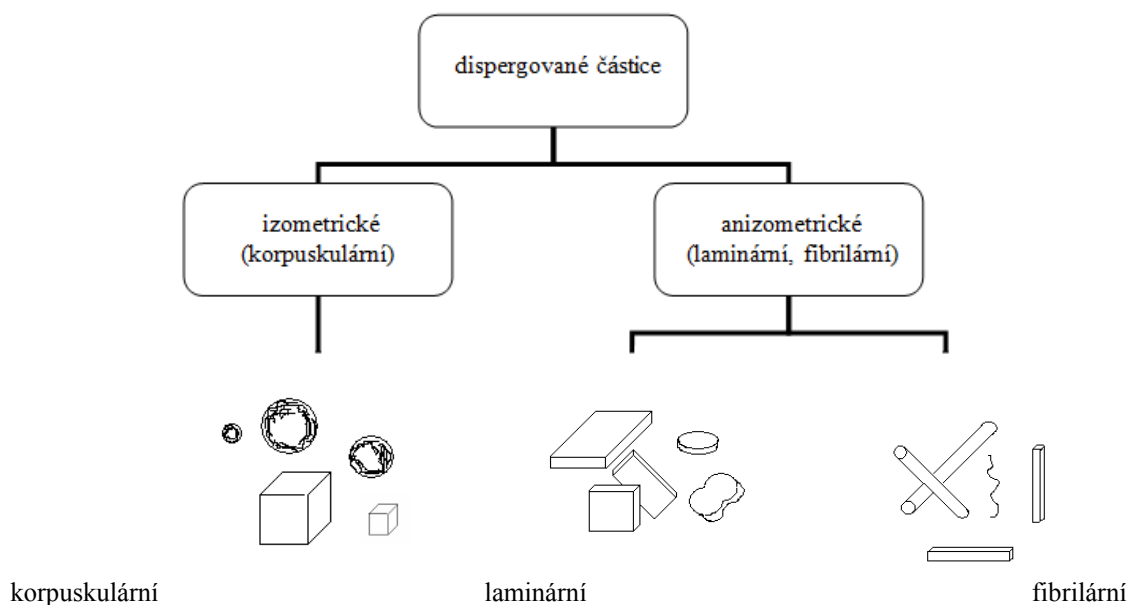 dispergované částice
izometrické
(korpuskulární)
anizometrické
(laminární, fibrilární)
korpuskulární
laminární
fibrilární